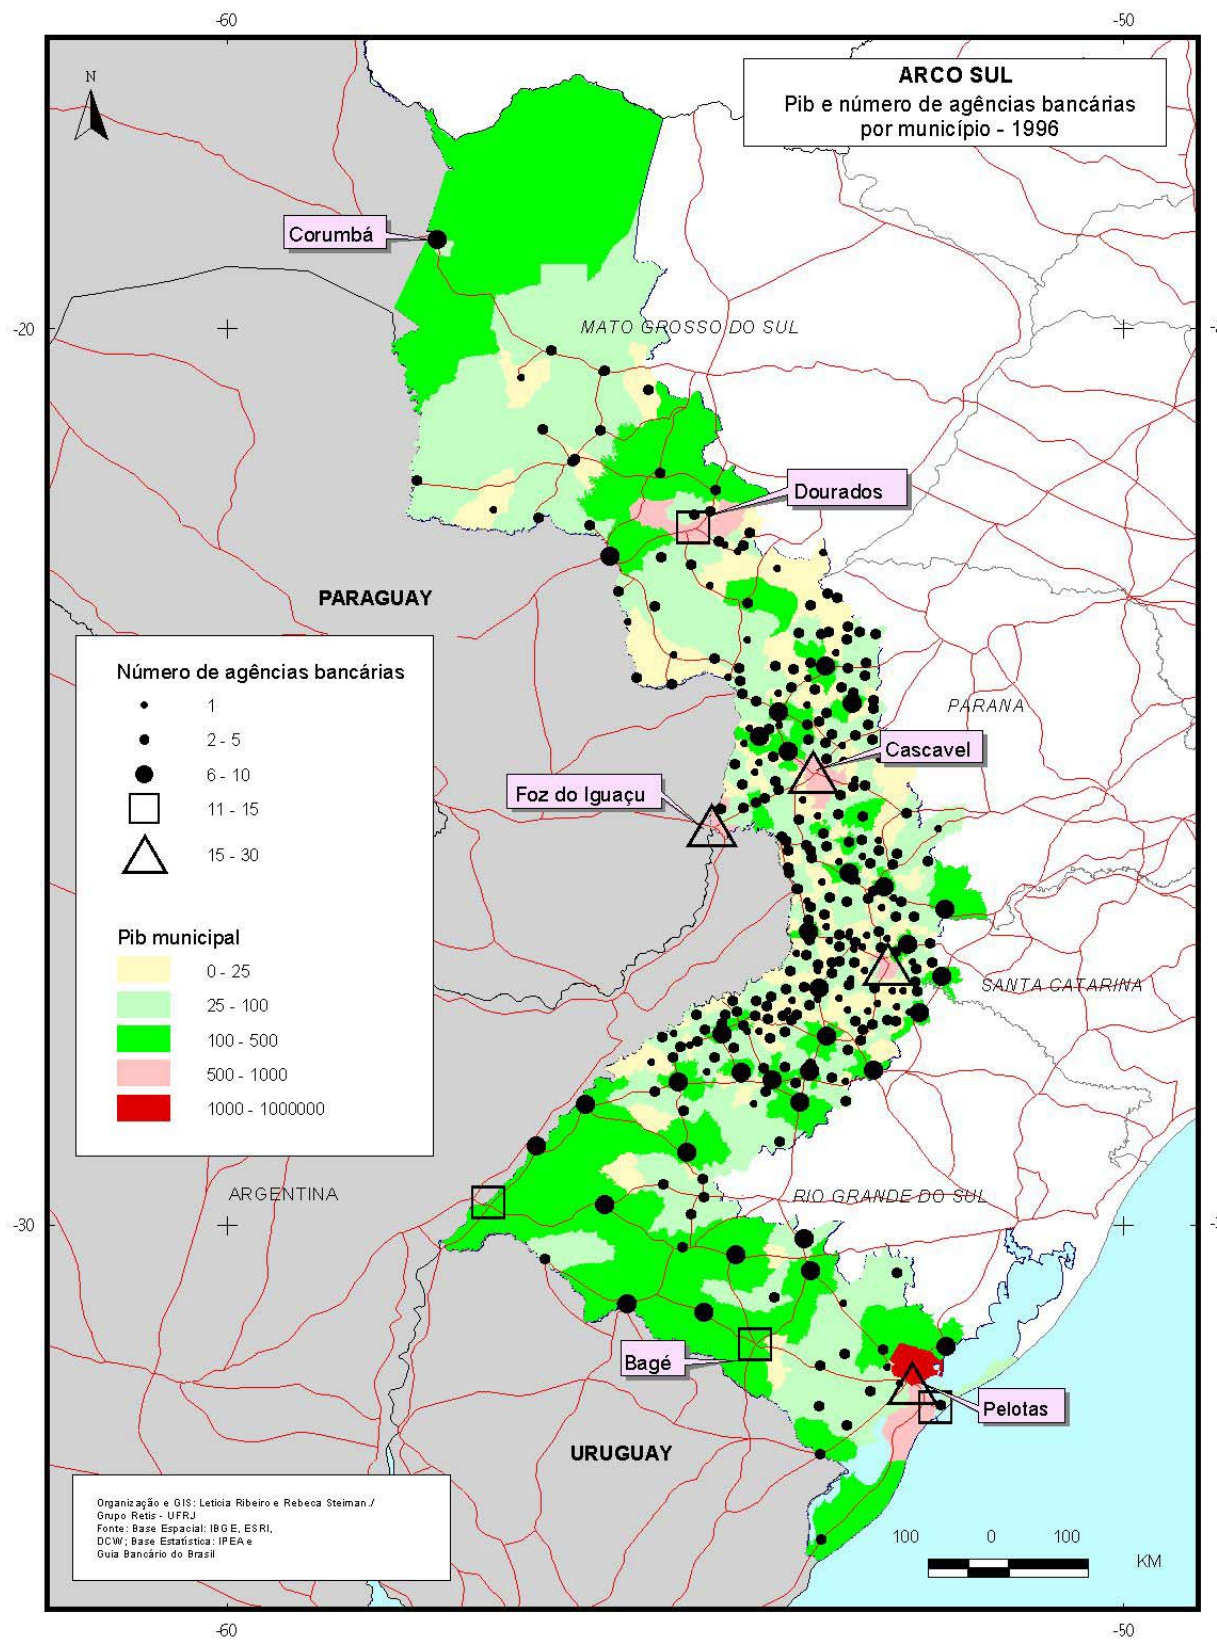 -60
-50
N
ARCO SUL
Pib e número de agências bancárias
por município - 1996
Corumbá
-20
MATO GROSSO DO SUL
Dourados
PARAGUAY
Número de agências bancárias
1
2 - 5
6 - 10
11 - 15
15 - 30
PARANA
Cascavel
Foz do Iguaçu
Pib municipal
0 - 25
25 - 100
100 - 500
500 - 1000
1000 - 1000000
SANTA CATARINA
ARGENTINA
RIO GRANDE DO SUL
-30
Bagé
Pelotas
URUGUAY
Organização e GIS: Leticia Ribeiro e Rebeca Steiman./
Grupo Retis - UFRJ
Fonte: Base Espacial: IBGE, ESRI,
DCW; Base Estatística: IPEA e
Guia Bancário do Brasil
100 0 100
KM
-60
-50